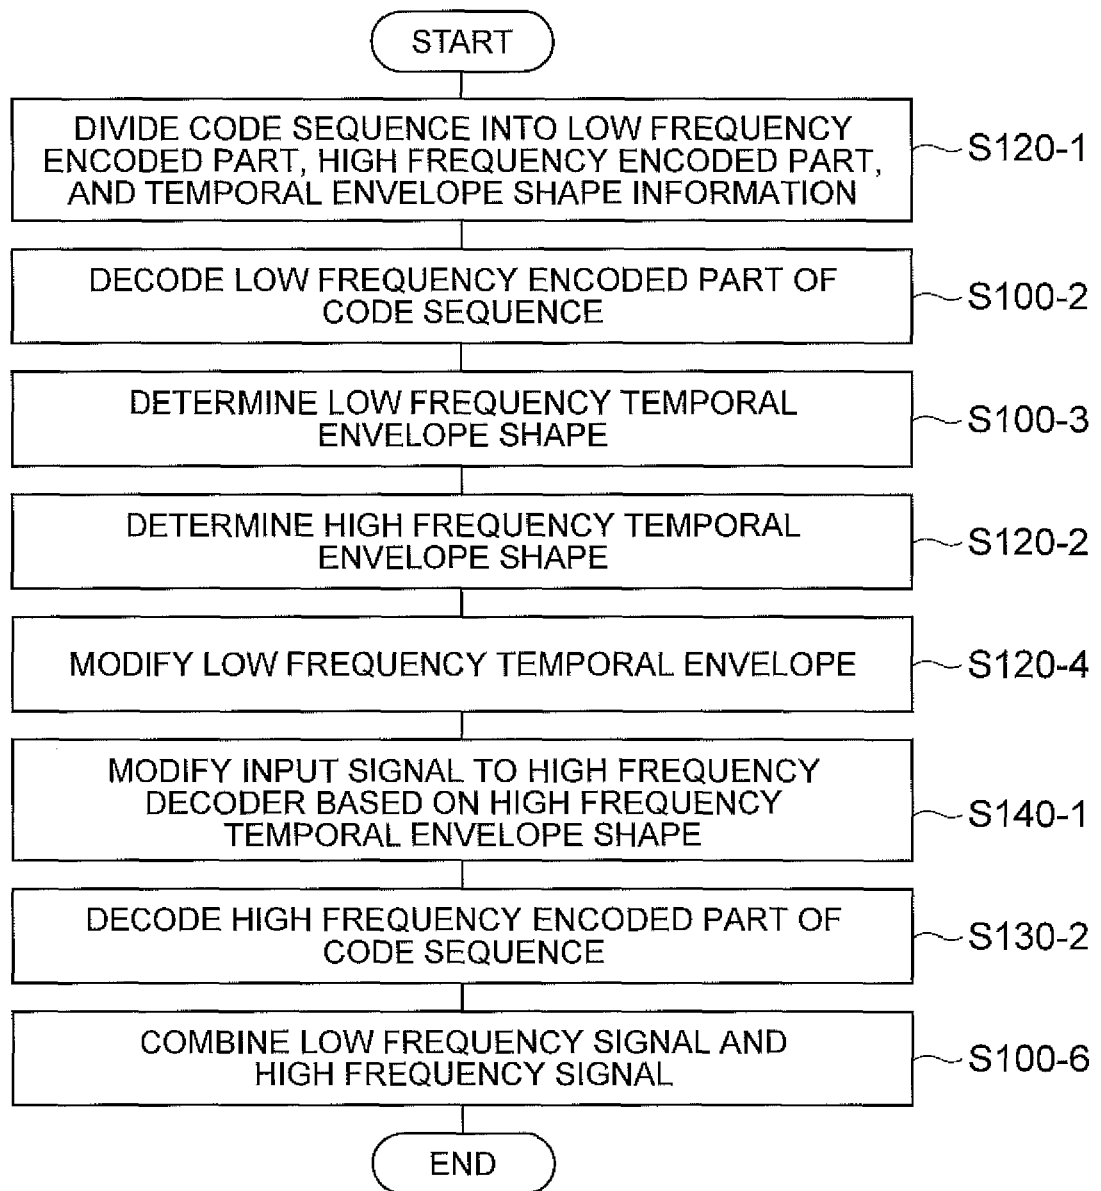 START
DIVIDE CODE SEQUENCE INTO LOW FREQUENCY
ENCODED PART, HIGH FREQUENCY ENCODED PART,
AND TEMPORAL ENVELOPE SHAPE INFORMATION
S120-1
DECODE LOW FREQUENCY ENCODED PART OF
CODE SEQUENCE
S100-2
DETERMINE LOW FREQUENCY TEMPORAL
ENVELOPE SHAPE
S100-3
DETERMINE HIGH FREQUENCY TEMPORAL
ENVELOPE SHAPE
S120-2
MODIFY LOW FREQUENCY TEMPORAL ENVELOPE
S120-4
MODIFY INPUT SIGNAL TO HIGH FREQUENCY
DECODER BASED ON HIGH FREQUENCY
TEMPORAL ENVELOPE SHAPE
S140-1
DECODE HIGH FREQUENCY ENCODED PART OF
CODE SEQUENCE
S130-2
COMBINE LOW FREQUENCY SIGNAL AND
HIGH FREQUENCY SIGNAL
S100-6
END